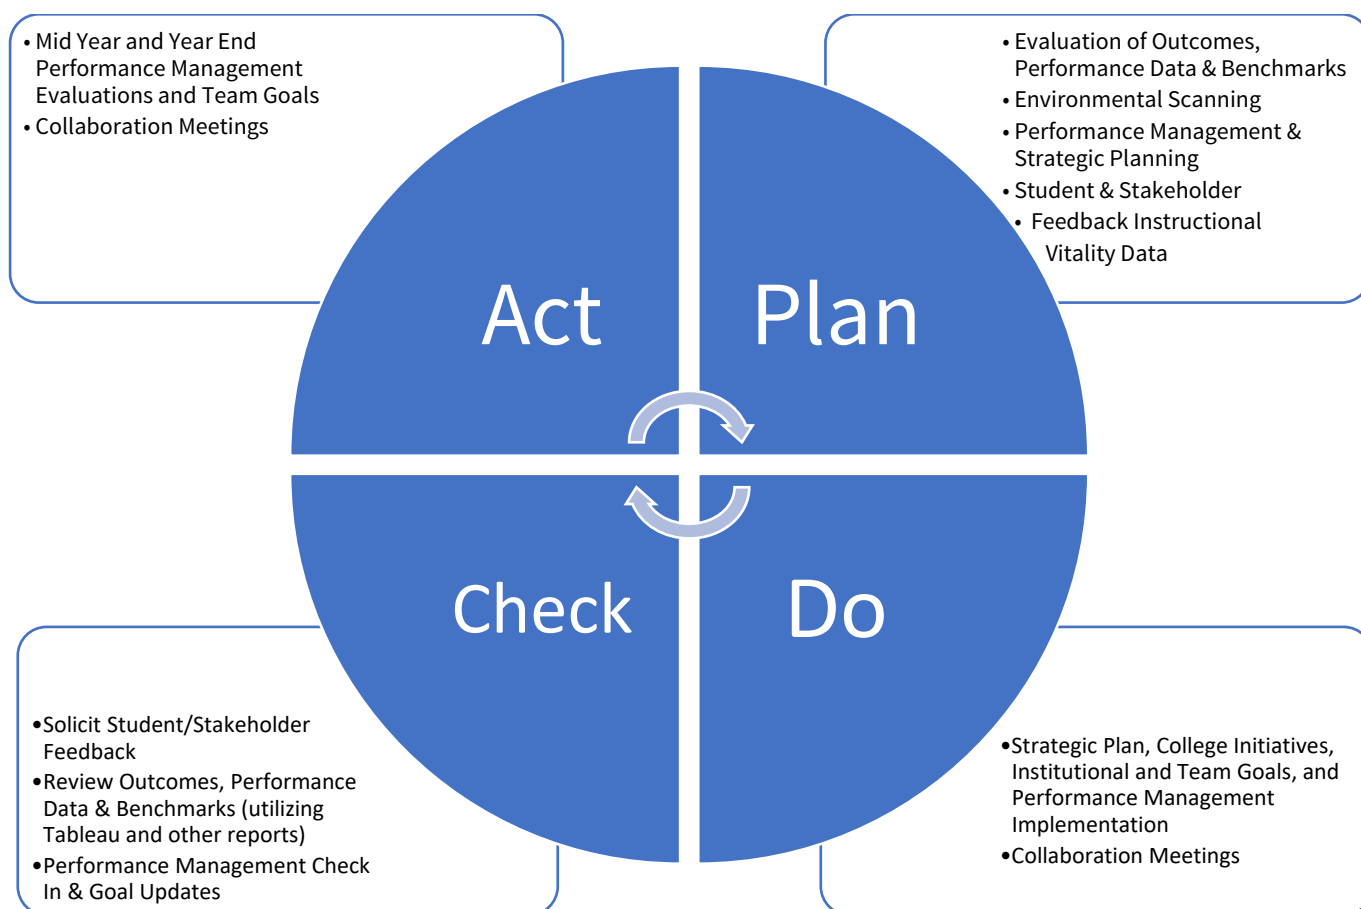 • Mid Year and Year End
Performance Management
Evaluations and Team Goals
• Collaboration Meetings
• Evaluation of Outcomes,
Performance Data & Benchmarks
• Environmental Scanning
• Performance Management &
Strategic Planning
• Student & Stakeholder
• Feedback Instructional
Vitality Data
Act
Plan
Check
Do
•Solicit Student/Stakeholder
Feedback
•Review Outcomes, Performance
Data & Benchmarks (utilizing
Tableau and other reports)
•Performance Management Check
In & Goal Updates
•Strategic Plan, College Initiatives,
Institutional and Team Goals, and
Performance Management
Implementation
•Collaboration Meetings